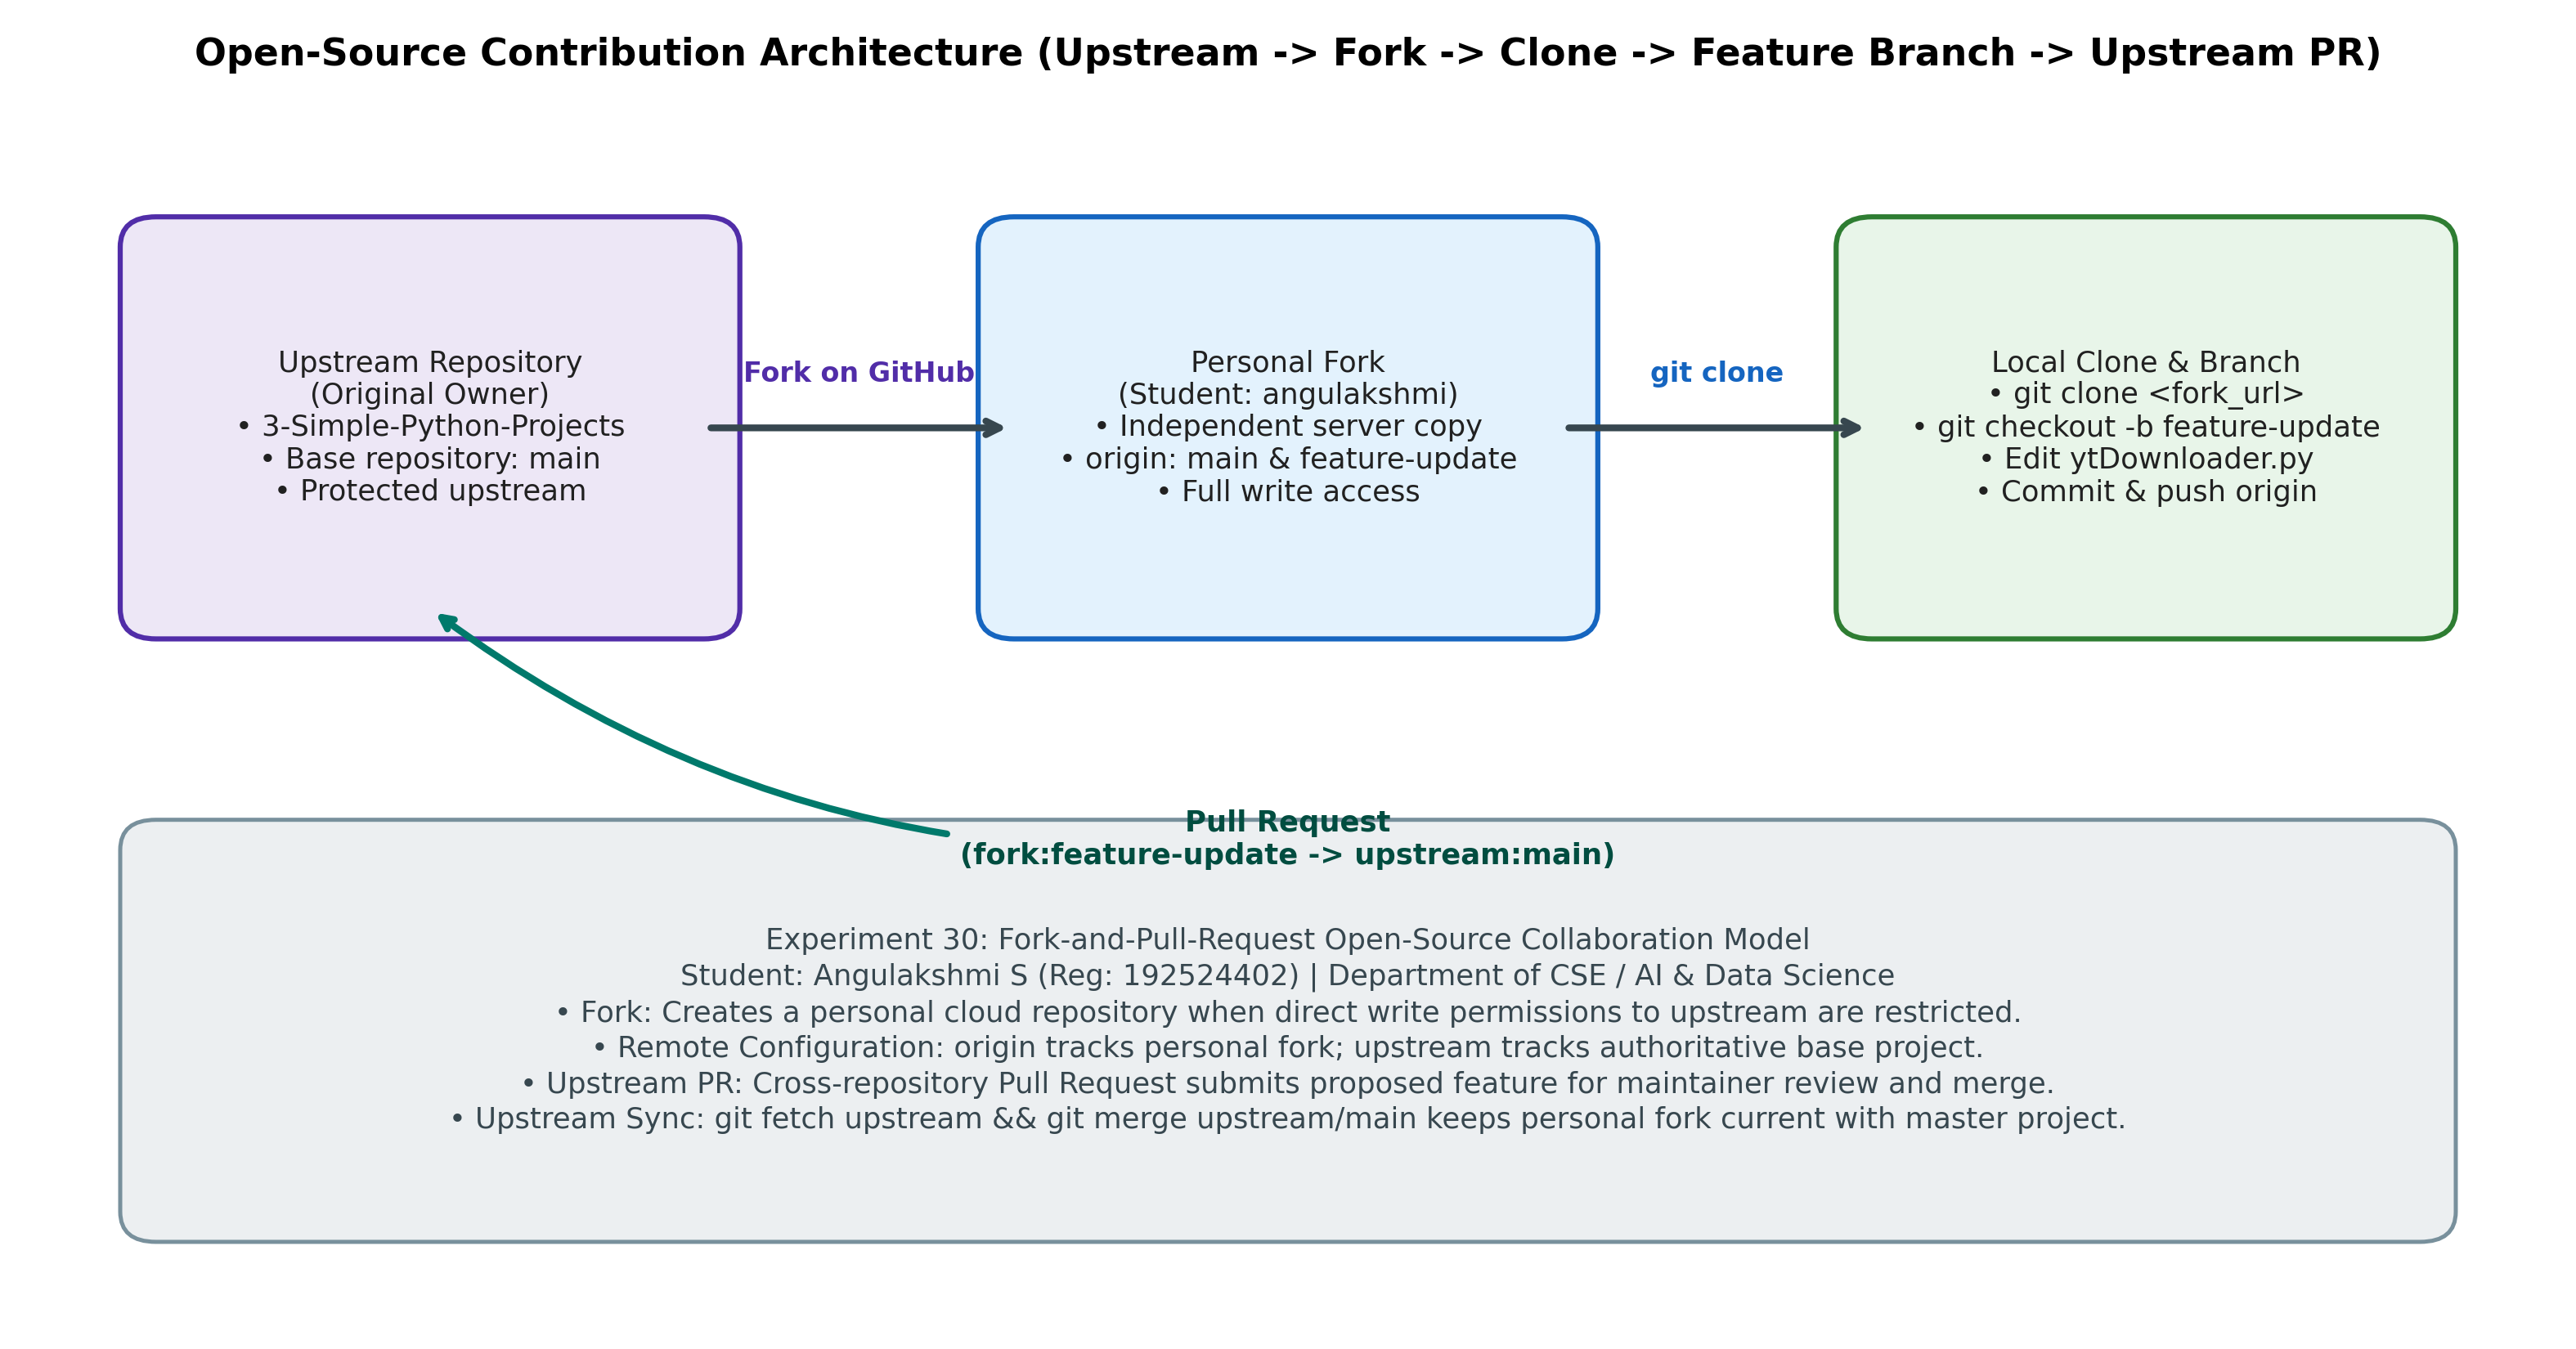 Open-Source Contribution Architecture (Upstream -> Fork -> Clone -> Feature Branch -> Upstream PR)
Upstream Repository
(Original Owner)
• 3-Simple-Python-Projects
• Base repository: main
• Protected upstream
Fork on GitHub
Personal Fork
(Student: angulakshmi)
• Independent server copy
• origin: main & feature-update
• Full write access
git clone
Local Clone & Branch
• git clone <fork_url>
• git checkout -b feature-update
• Edit ytDownloader.py
• Commit & push origin
Pull Request
(fork:feature-update -> upstream:main)
Experiment 30: Fork-and-Pull-Request Open-Source Collaboration Model
Student: Angulakshmi S (Reg: 192524402) | Department of CSE / AI & Data Science
• Fork: Creates a personal cloud repository when direct write permissions to upstream are restricted.
• Remote Configuration: origin tracks personal fork; upstream tracks authoritative base project.
• Upstream PR: Cross-repository Pull Request submits proposed feature for maintainer review and merge.
• Upstream Sync: git fetch upstream && git merge upstream/main keeps personal fork current with master project.